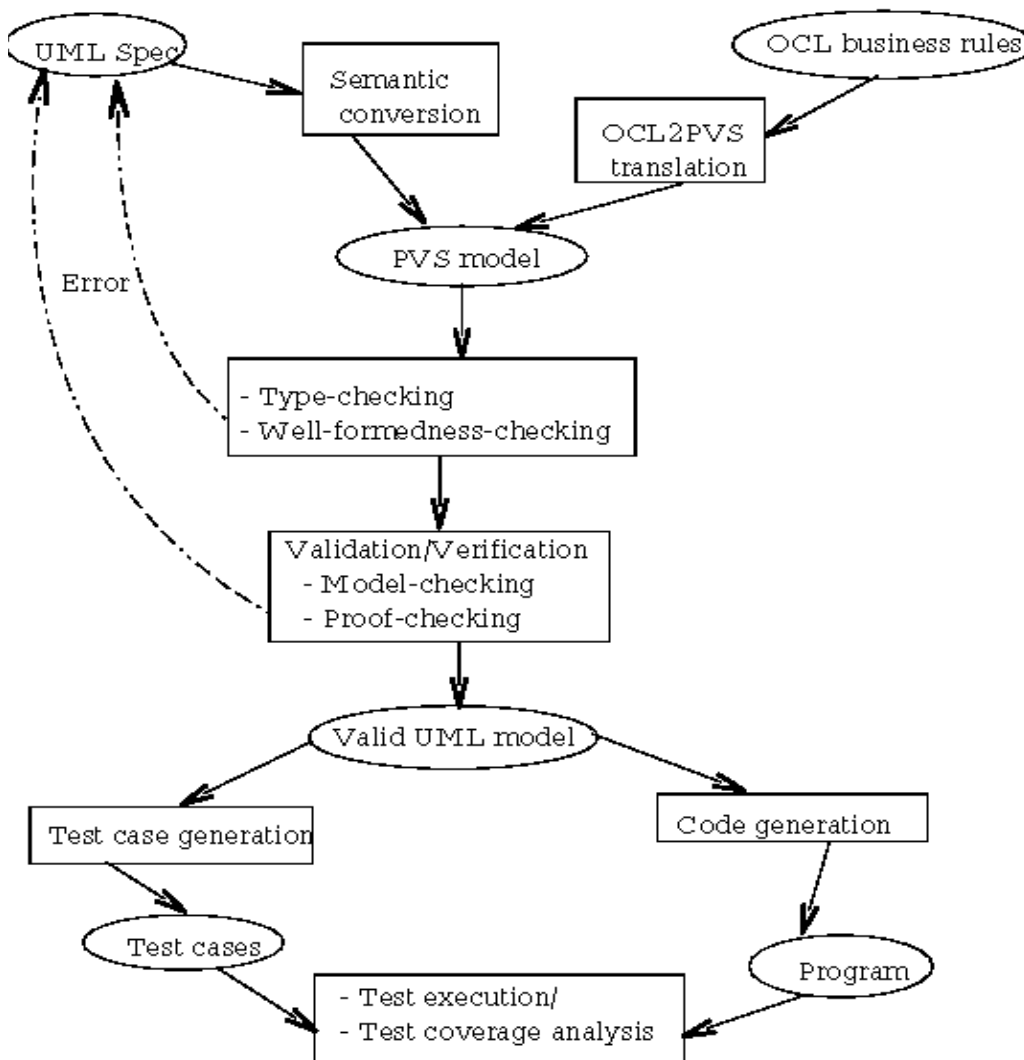 UML Spec
OCL business rules
Semantic
conversion
OCL2PVS
translation
PVS model
Error
- Type-checking
- Well-formedness-checking
Validation/Verification
- Model-checking
- Proof-checking
Valid UML model
Test case generation
Code generation
Test cases
Program
- Test execution/
- Test coverage analysis